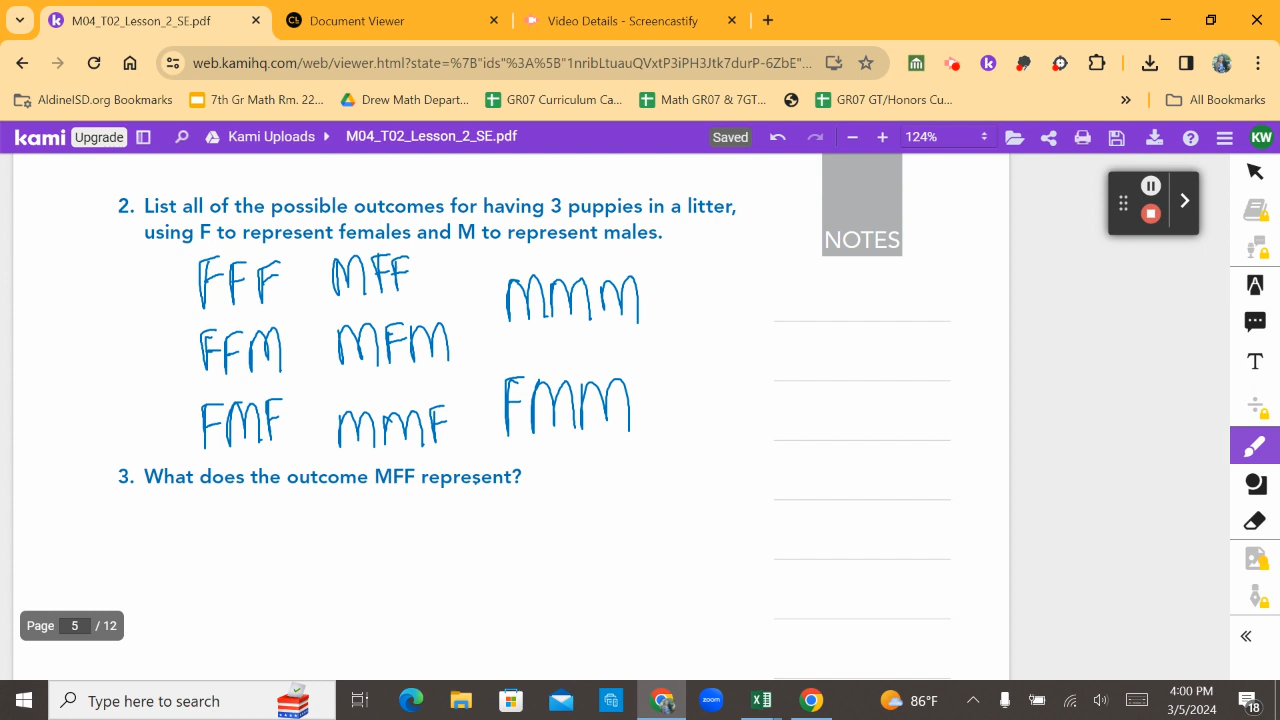 M04_T02_Lesson_2_SE.pdf
Document Viewer
Video Details - Screencastify
web.kamihq.com/web/viewer.html?state=%7B"ids"%3A%5B"1nribLtuauQVxtP3iPH3Jtk7durP-6ZbE"...
AldineISD.org Bookmarks
7th Gr Math Rm. 22...
Drew Math Depart...
GR07 Curriculum Ca...
Math GR07 & 7GT...
GR07 GT/Honors Cu...
»
All Bookmarks
kami
Upgrade
Kami Uploads
M04_T02_Lesson_2_SE.pdf
Saved
124%
KW
2. List all of the possible outcomes for having 3 puppies in a litter,
using F to represent females and M to represent males.
NOTES
FFF MFF MMM
FFM MFM
FMF MMF FMM
3. What does the outcome MFF represent?
Page 5 / 12
Type here to search
zoom
86°F
4:00 PM
3/5/2024
18